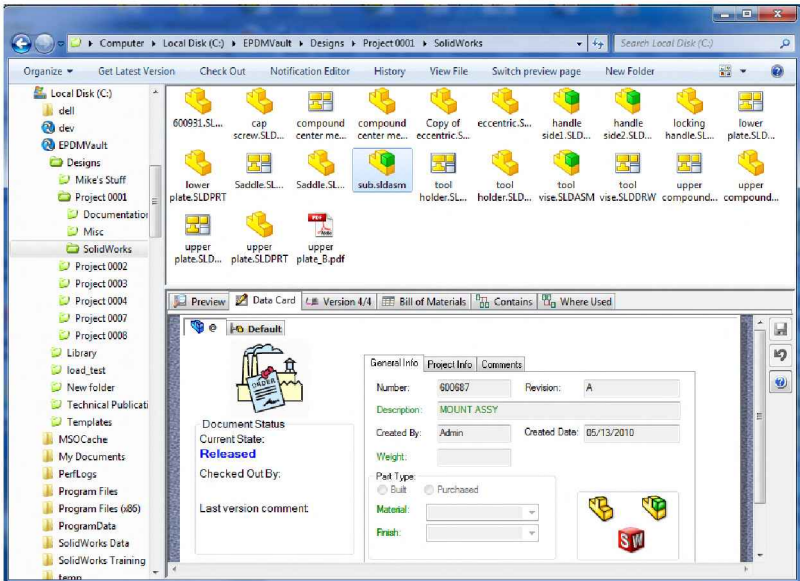 Computer ▸ Local Disk (C:) ▸ EPDMVault ▸ Designs ▸ Project 0001 ▸ SolidWorks
Search Local Disk (C:)
Organize Get Latest Version Check Out Notification Editor History View File Switch preview page New Folder
Local Disk (C:)
dell
dev
EPDMVault
Designs
Mike's Stuff
Project 0001
Documentation
Misc
SolidWorks
Project 0002
Project 0003
Project 0004
Project 0007
Project 0008
Library
load_test
New folder
Technical Publicati
Templates
MSOCache
My Documents
PerfLogs
Program Files
Program Files (x86)
ProgramData
SolidWorks Data
SolidWorks Training
temp
600931.SL...
cap screw.SLD...
compound center me...
compound center me...
Copy of eccentric.S...
eccentric.S...
handle side1.SLD...
handle side2.SLD...
locking handle.SL...
lower plate.SLD...
lower plate.SLDPRT
Saddle.SL...
Saddle.SL...
sub.sldasm
tool holder.SL...
tool holder.SLD...
tool vise.SLDASM
tool vise.SLDDRW
upper compound...
upper compound...
upper plate.SLD...
upper plate.SLDPRT
upper plate_B.pdf
Preview Data Card Version 4/4 Bill of Materials Contains Where Used
@ Default
ORDER
Document Status
Current State:
Released
Checked Out By:
Last version comment:
General Info Project Info Comments
Number: 600687 Revision: A
Description: MOUNT ASSY
Created By: Admin Created Date: 05/13/2010
Weight:
Part Type:
Built Purchased
Material:
Finish:
SW